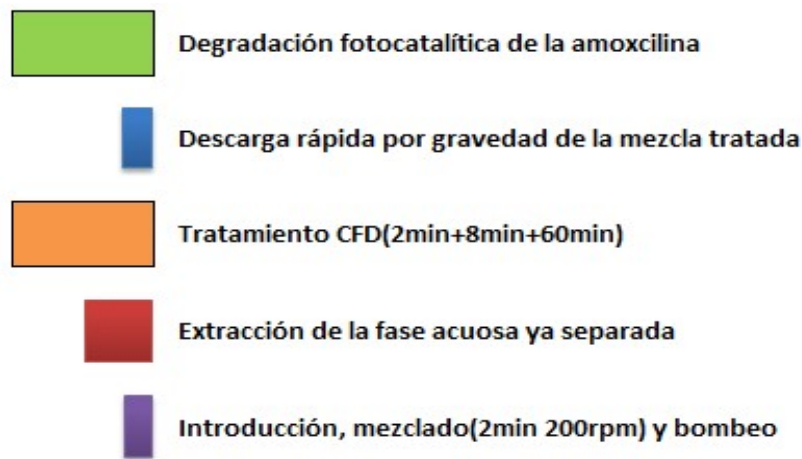 Degradación fotocatalítica de la amoxcilina
Descarga rápida por gravedad de la mezcla tratada
Tratamiento CFD(2min+8min+60min)
Extracción de la fase acuosa ya separada
Introducción, mezclado(2min 200rpm) y bombeo